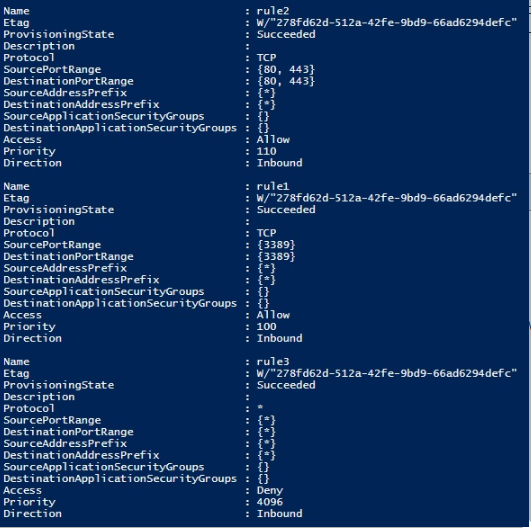 Name : rule2
Etag : W/"278fd62d-512a-42fe-9bd9-66ad6294defc"
ProvisioningState : Succeeded
Description :
Protocol : TCP
SourcePortRange : {80, 443}
DestinationPortRange : {80, 443}
SourceAddressPrefix : {*}
DestinationAddressPrefix : {*}
SourceApplicationSecurityGroups : {}
DestinationApplicationSecurityGroups : {}
Access : Allow
Priority : 110
Direction : Inbound
Name : rule1
Etag : W/"278fd62d-512a-42fe-9bd9-66ad6294defc"
ProvisioningState : Succeeded
Description :
Protocol : TCP
SourcePortRange : {3389}
DestinationPortRange : {3389}
SourceAddressPrefix : {*}
DestinationAddressPrefix : {*}
SourceApplicationSecurityGroups : {}
DestinationApplicationSecurityGroups : {}
Access : Allow
Priority : 100
Direction : Inbound
Name : rule3
Etag : W/"278fd62d-512a-42fe-9bd9-66ad6294defc"
ProvisioningState : Succeeded
Description :
Protocol : *
SourcePortRange : {*}
DestinationPortRange : {*}
SourceAddressPrefix : {*}
DestinationAddressPrefix : {*}
SourceApplicationSecurityGroups : {}
DestinationApplicationSecurityGroups : {}
Access : Deny
Priority : 4096
Direction : Inbound